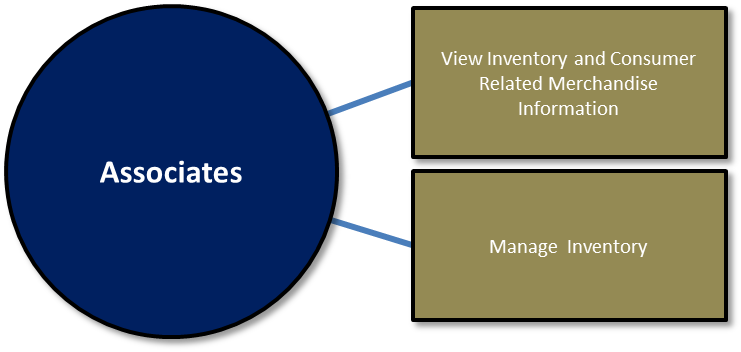 Associates
View Inventory and Consumer
Related Merchandise
Information
Manage  Inventory